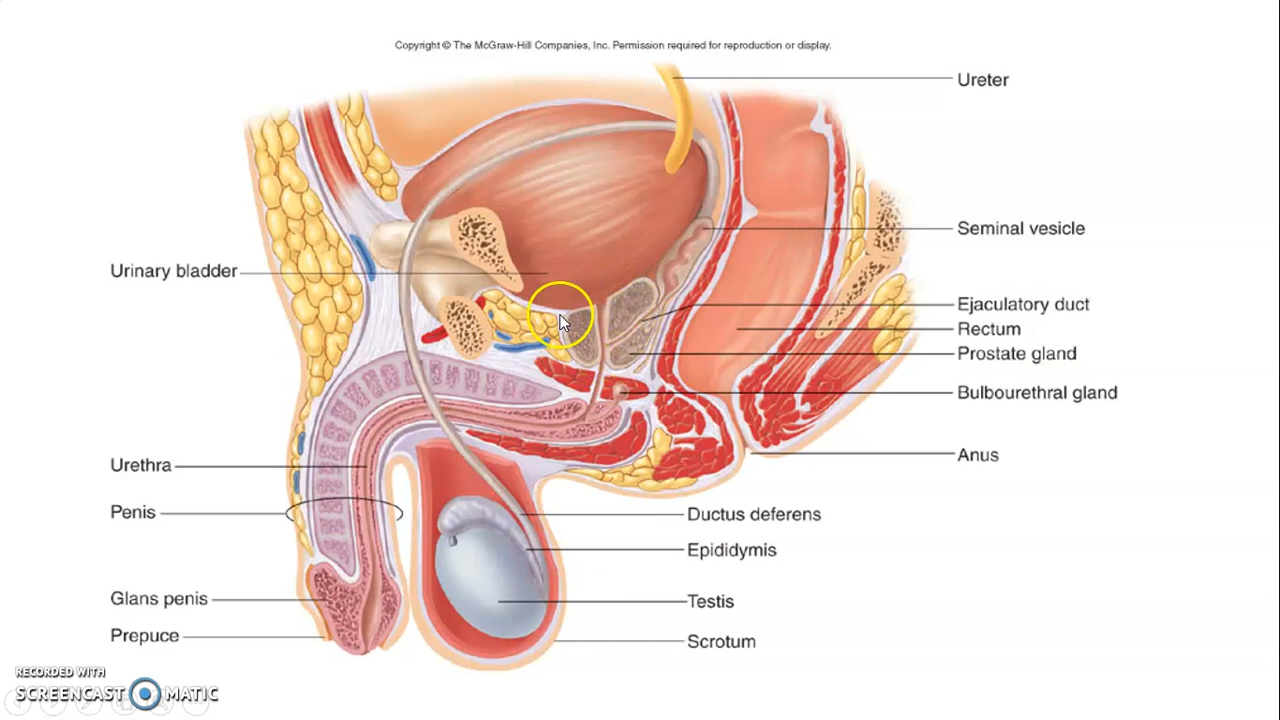 Copyright © The McGraw-Hill Companies, Inc. Permission required for reproduction or display.
Ureter
Seminal vesicle
Urinary bladder
Ejaculatory duct
Rectum
Prostate gland
Bulbourethral gland
Anus
Urethra
Penis
Ductus deferens
Epididymis
Glans penis
Testis
Prepuce
Scrotum
RECORDED WITH
SCREENCAST MATIC